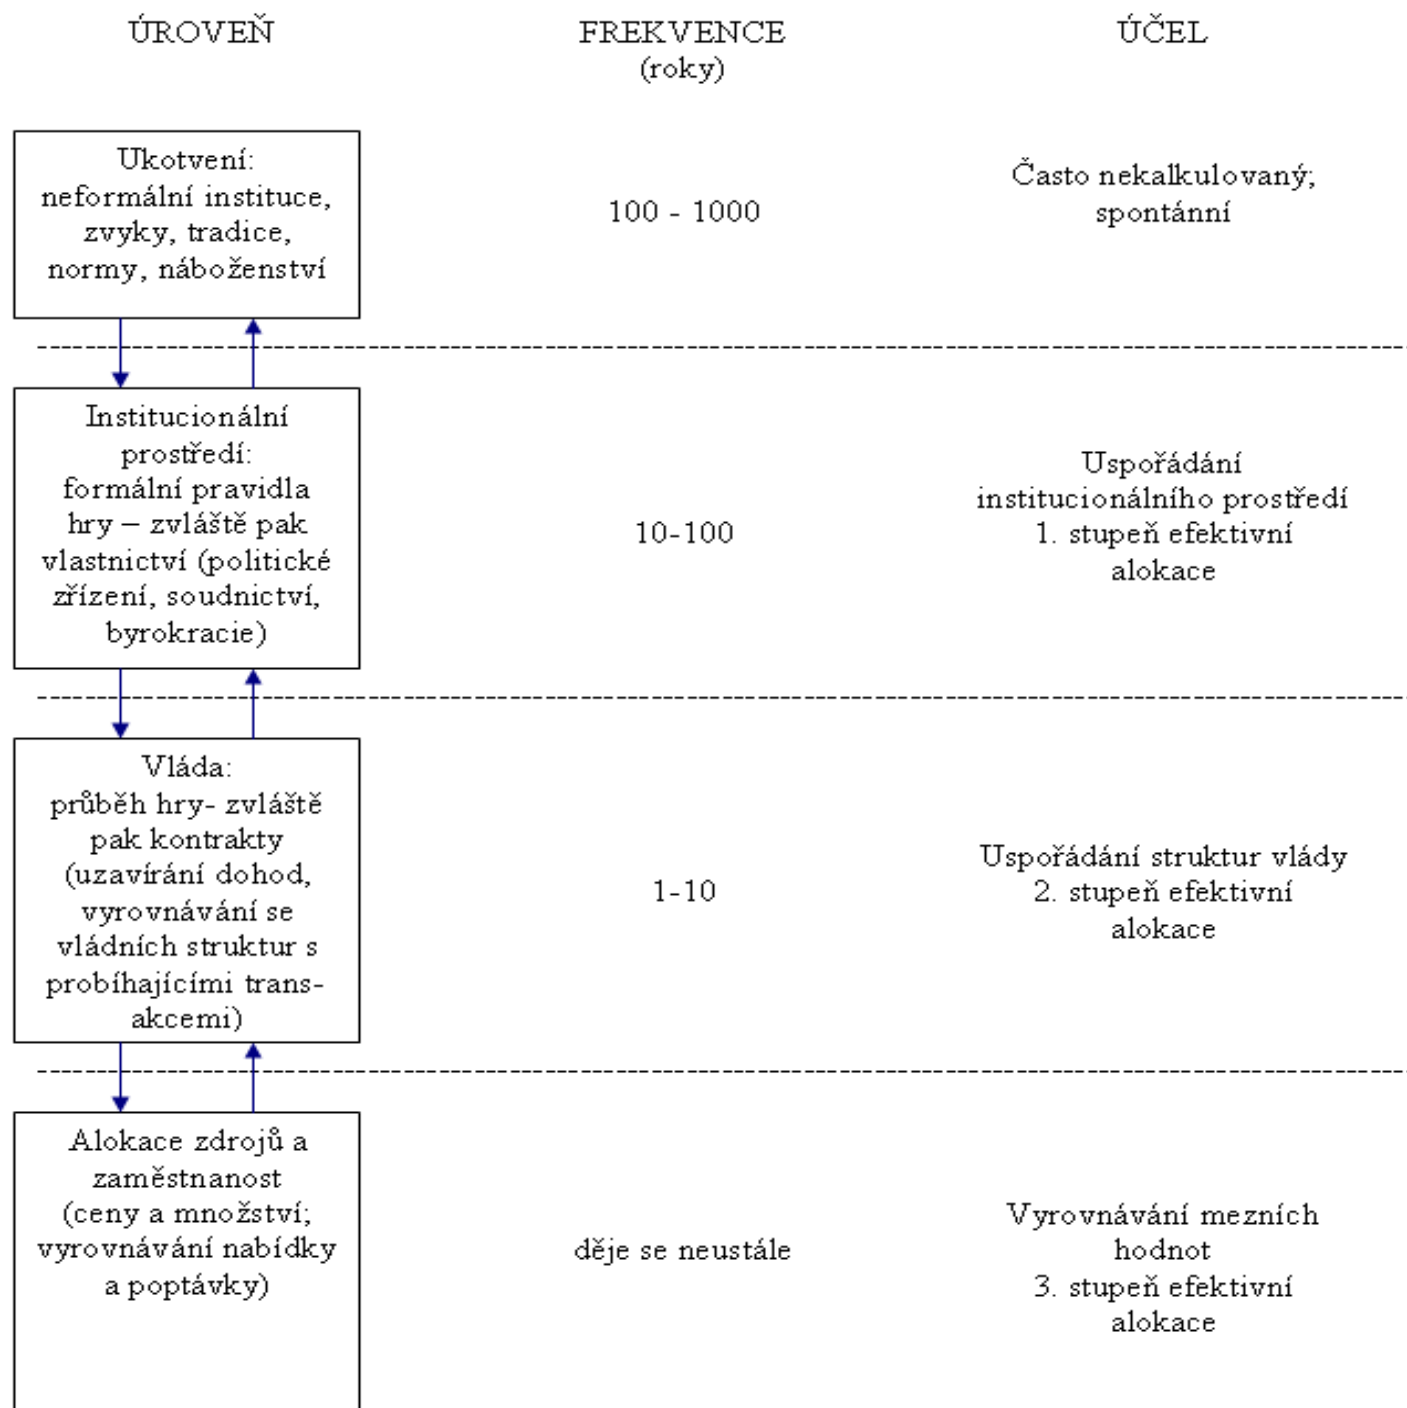 ÚROVEŇ
FREKVENCE
(roky)
ÚČEL
Ukotvení:
neformální instituce,
zvyky, tradice,
normy, náboženství
100 - 1000
Často nekalkulovaný;
spontánní
Institucionální
prostředí:
formální pravidla
hry – zvláště pak
vlastnictví (politické
zřízení, soudnictví,
byrokracie)
10-100
Uspořádání
institucionálního prostředí
1. stupeň efektivní
alokace
Vláda:
průběh hry- zvláště
pak kontrakty
(uzavírání dohod,
vyrovnávání se
vládních struktur s
probíhajícími trans-
akcemi)
1-10
Uspořádání struktur vlády
2. stupeň efektivní
alokace
Alokace zdrojů a
zaměstnanost
(ceny a množství;
vyrovnávání nabídky
a poptávky)
děje se neustále
Vyrovnávání mezních
hodnot
3. stupeň efektivní
alokace